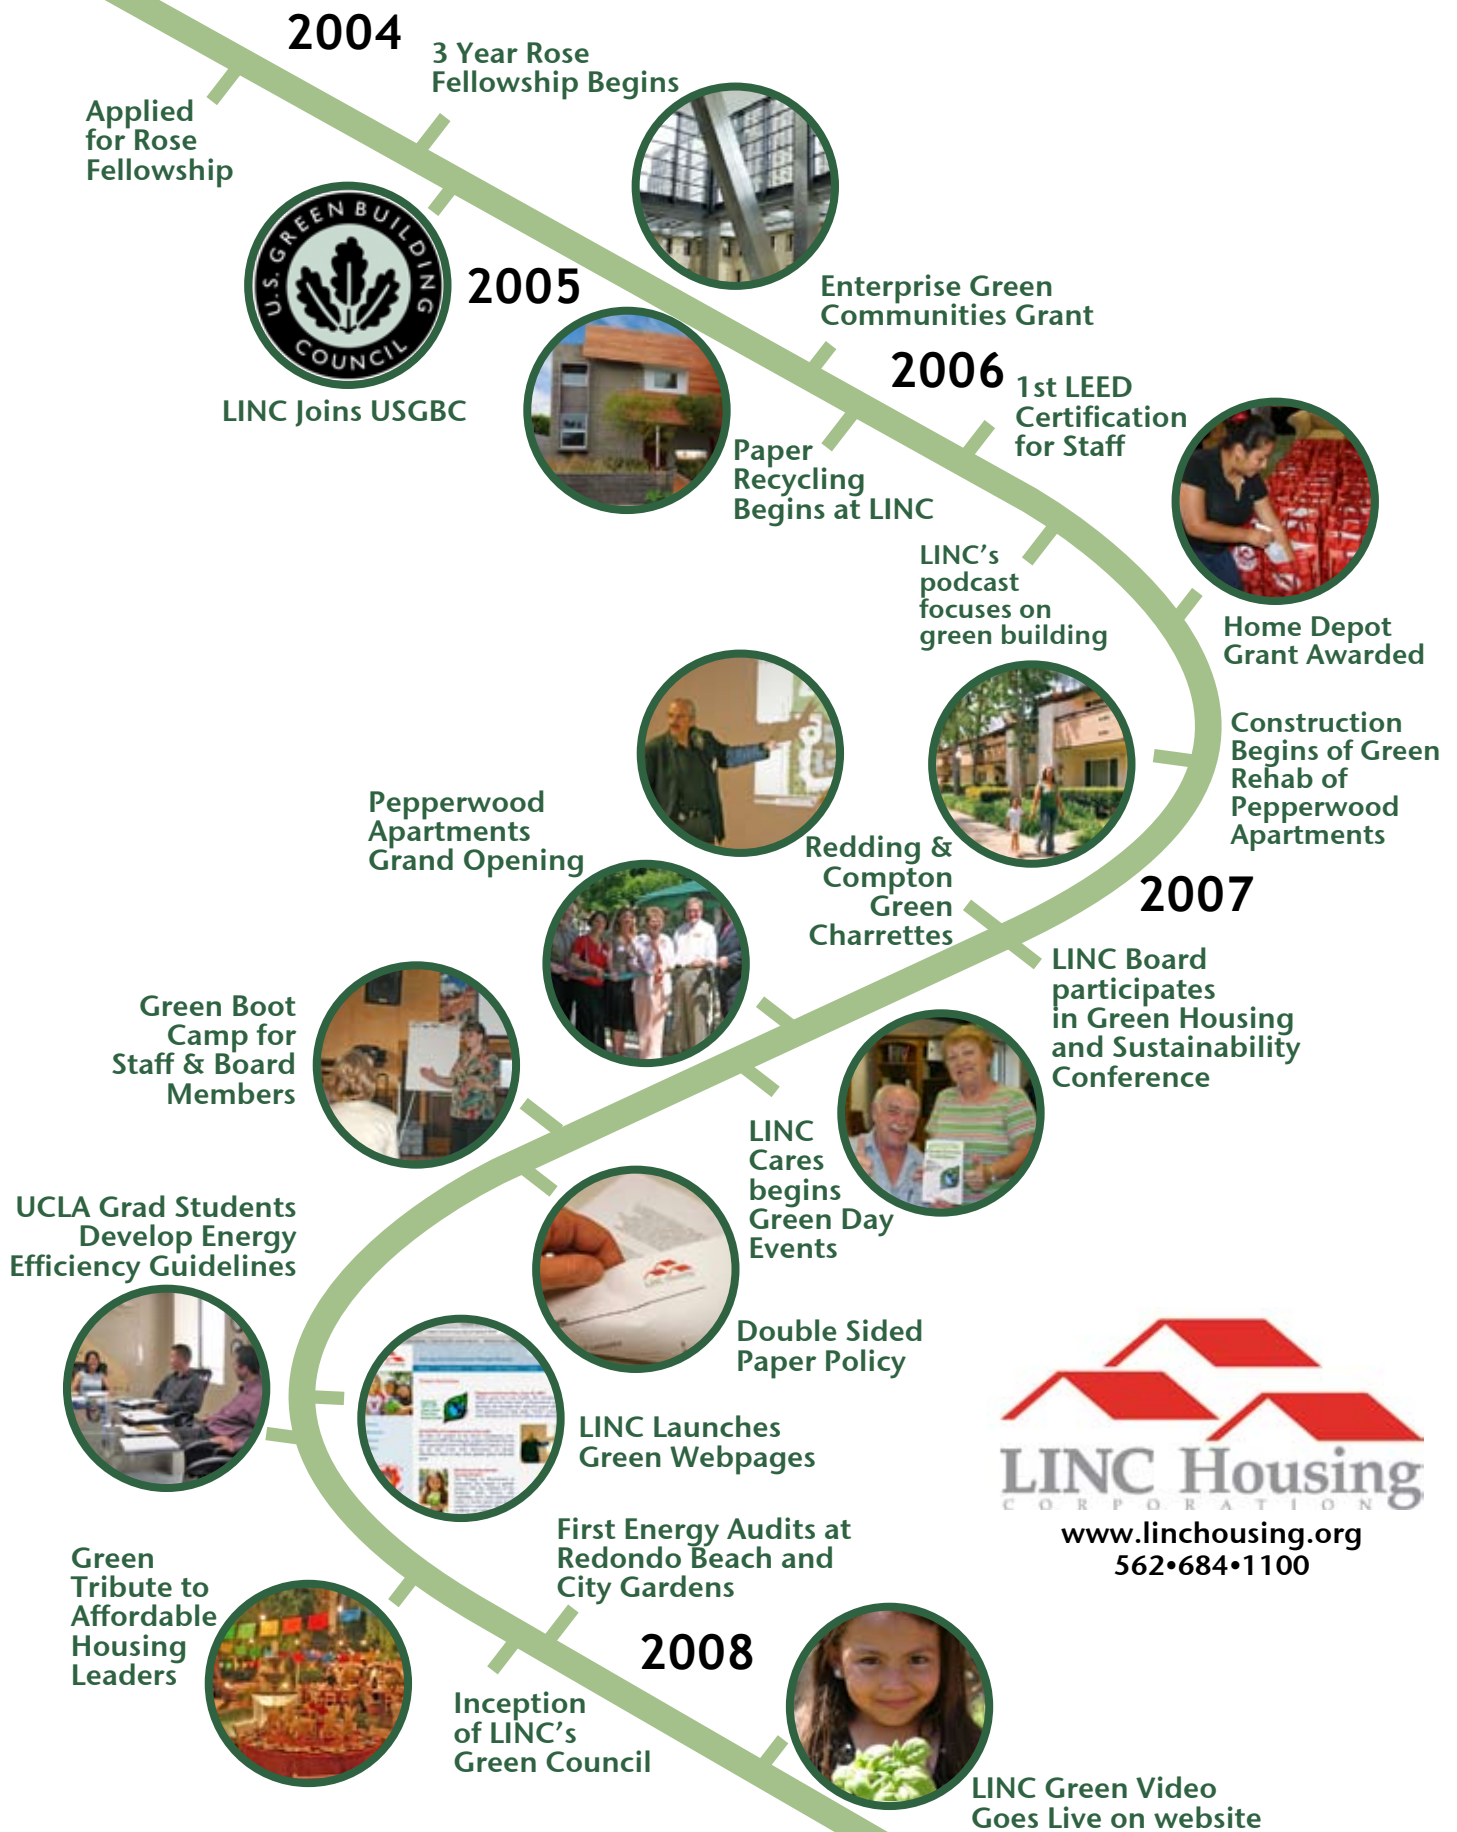 2004
3 Year Rose
Fellowship Begins
Applied
for Rose
Fellowship
U.S. GREEN BUILDING
COUNCIL
LINC Joins USGBC
2005
Enterprise Green
Communities Grant
2006
1st LEED
Certification
for Staff
Paper
Recycling
Begins at LINC
LINC's
podcast
focuses on
green building
Home Depot
Grant Awarded
Construction
Begins of Green
Rehab of
Pepperwood
Apartments
2007
Redding &
Compton
Green
Charrettes
Pepperwood
Apartments
Grand Opening
LINC Board
participates
in Green Housing
and Sustainability
Conference
Green Boot
Camp for
Staff & Board
Members
LINC
Cares
begins
Green Day
Events
UCLA Grad Students
Develop Energy
Efficiency Guidelines
LINC Housing
Double Sided
Paper Policy
LINC Launches
Green Webpages
LINC Housing
CORPORATION
www.linchousing.org
562•684•1100
First Energy Audits at
Redondo Beach and
City Gardens
Green
Tribute to
Affordable
Housing
Leaders
2008
Inception
of LINC's
Green Council
LINC Green Video
Goes Live on website